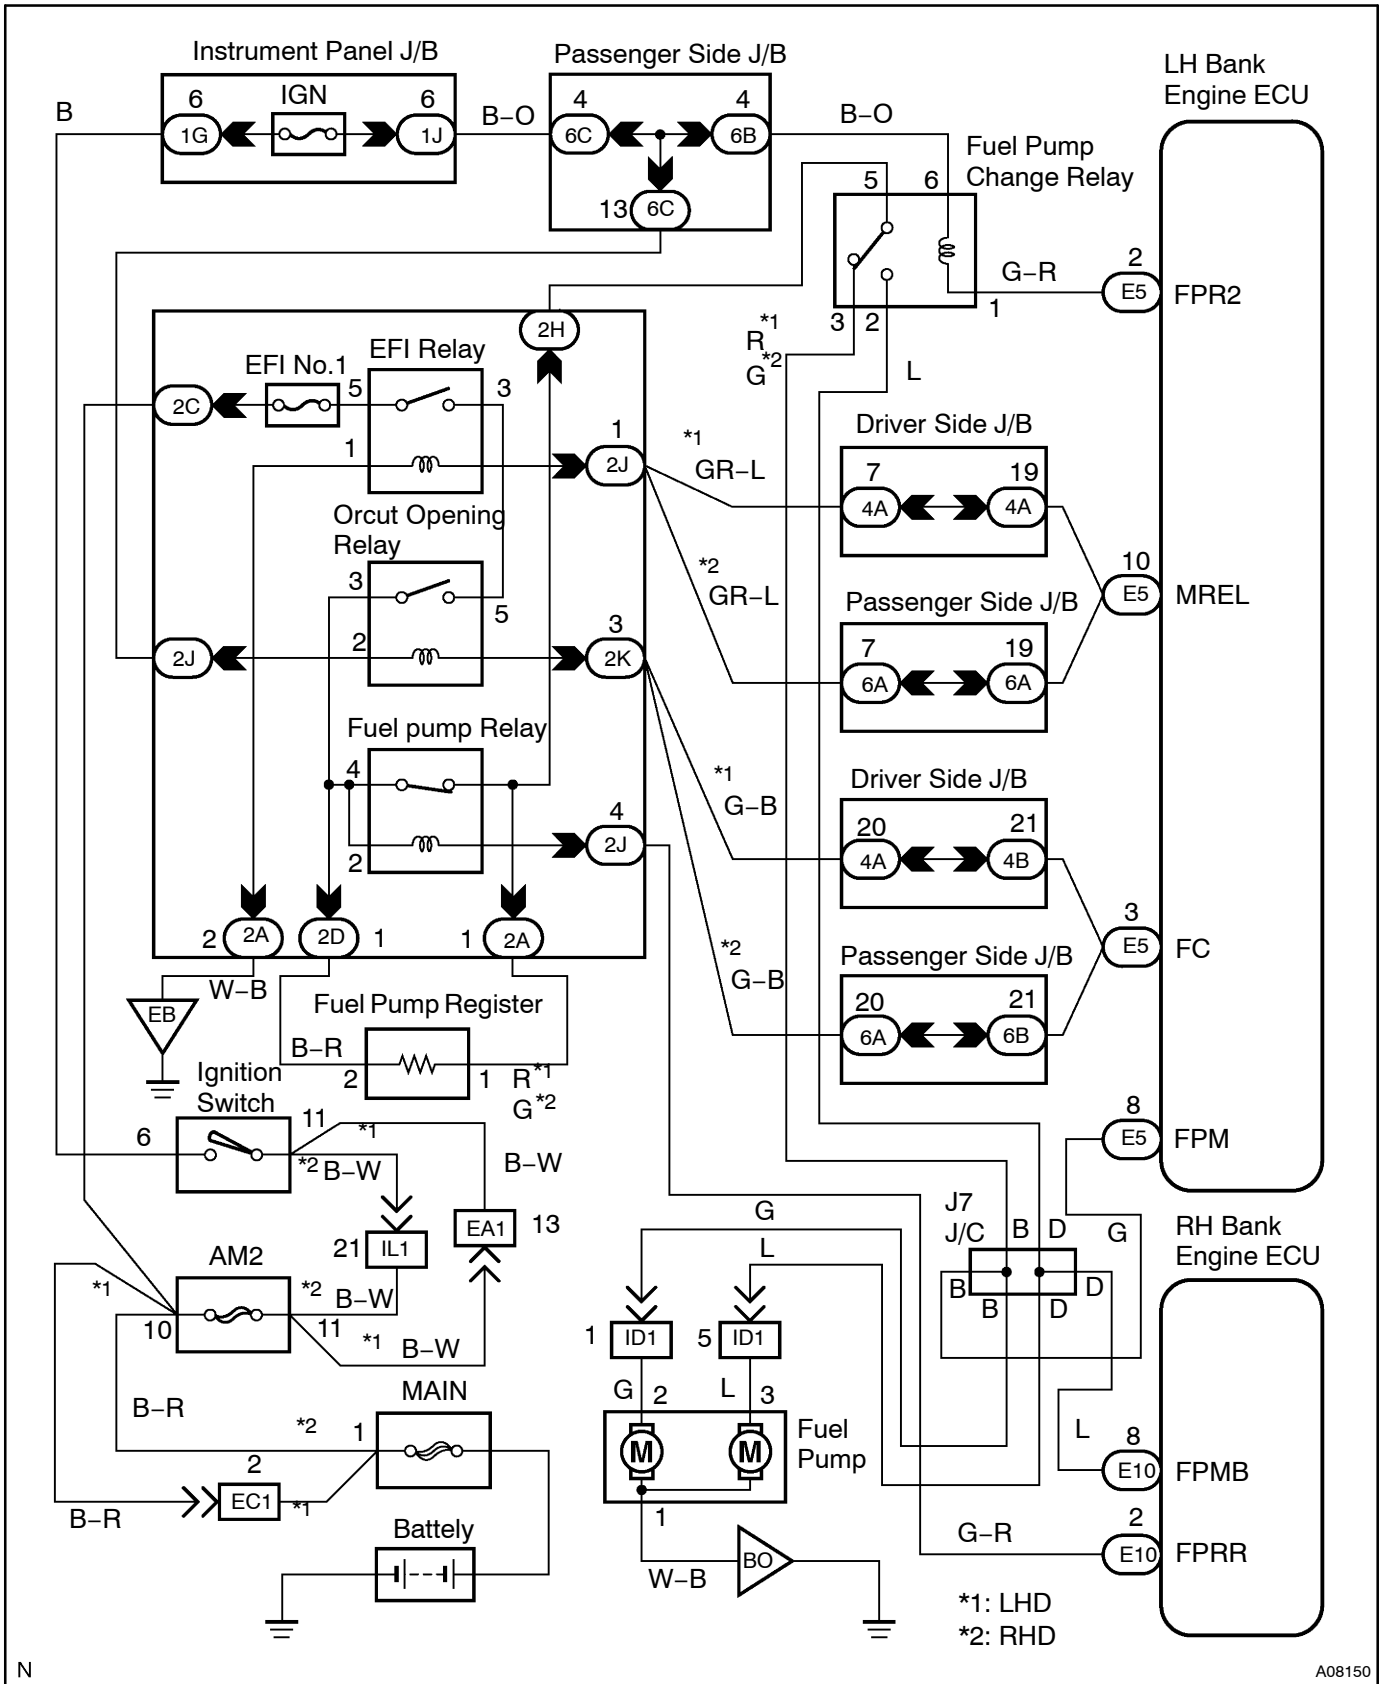 Instrument Panel J/B
Passenger Side J/B
LH Bank
Engine ECU
B
6
IGN
6
1G
1J
B–O
4
4
6C
6B
13
6C
B–O
Fuel Pump
Change Relay
5
6
3
2
1
G–R
2
E5
FPR2
R*1
G*2
L
2H
EFI No.1
EFI Relay
2C
5
3
1
1
2J
*1
GR–L
*2
GR–L
Driver Side J/B
7
19
4A
4A
10
E5
MREL
Orcut Opening
Relay
3
5
2
2J
3
2K
Passenger Side J/B
7
19
6A
6A
Fuel pump Relay
4
2
4
2J
*1
G–B
*2
G–B
Driver Side J/B
20
21
4A
4B
3
E5
FC
2
2A
2D
1
1
2A
Passenger Side J/B
20
21
6A
6B
W–B
EB
Fuel Pump Register
B–R
2
1
R*1
G*2
8
E5
FPM
Ignition
Switch
6
11
*1
*2
B–W
B–W
21
IL1
EA1
13
AM2
*1
*2
B–W
10
11
*1
B–W
G
L
J7
J/C
B
D
G
B
B
D
D
RH Bank
Engine ECU
1
ID1
5
ID1
G
2
L
3
M
M
Fuel
Pump
1
W–B
BO
L
8
E10
FPMB
G–R
2
E10
FPRR
MAIN
B–R
*2
1
2
EC1
*1
B–R
Battely
*1: LHD
*2: RHD
N
A08150